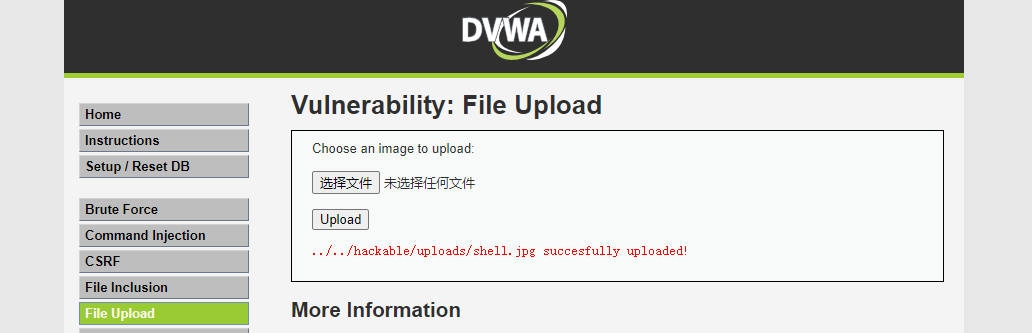 DVWA
Home
Instructions
Setup / Reset DB
Brute Force
Command Injection
CSRF
File Inclusion
File Upload
Vulnerability: File Upload
Choose an image to upload:
选择文件 未选择任何文件
Upload
../../hackable/uploads/shell.jpg succesfully uploaded!
More Information